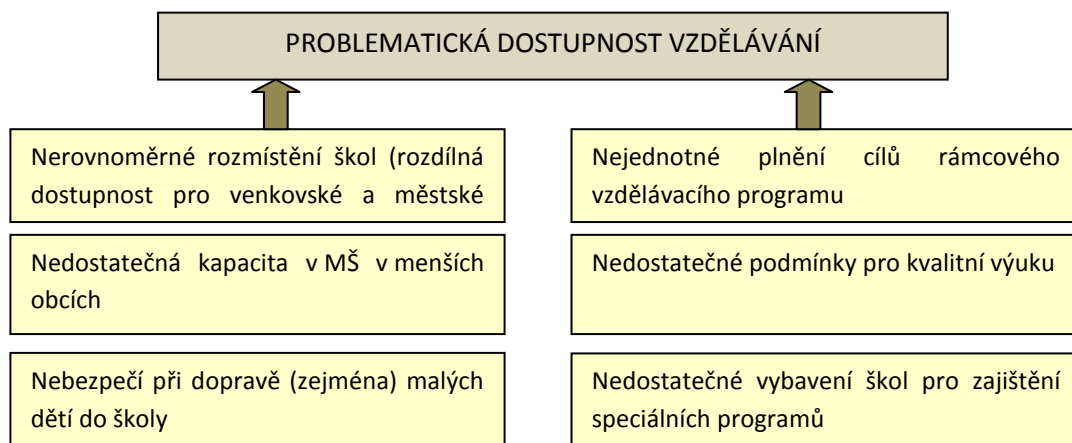 PROBLEMATICKÁ DOSTUPNOST VZDĚLÁVÁNÍ
Nerovnoměrné rozmístění škol (rozdílná
dostupnost pro venkovské a městské
Nedostatečná kapacita v MŠ v menších
obcích
Nebezpečí při dopravě (zejména) malých
dětí do školy
Nejednotné plnění cílů rámcového
vzdělávacího programu
Nedostatečné podmínky pro kvalitní výuku
Nedostatečné vybavení škol pro zajištění
speciálních programů